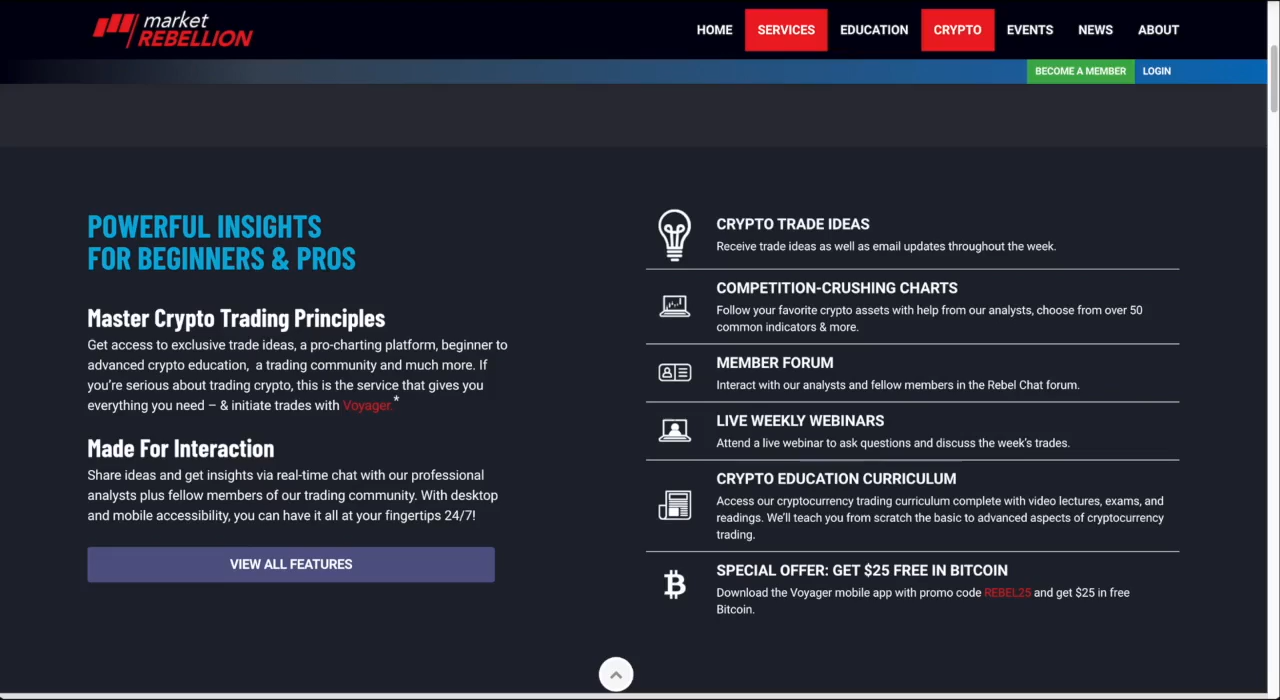 market
REBELLION
HOME SERVICES EDUCATION CRYPTO EVENTS NEWS ABOUT
BECOME A MEMBER LOGIN
POWERFUL INSIGHTS
FOR BEGINNERS & PROS
Master Crypto Trading Principles
Get access to exclusive trade ideas, a pro-charting platform, beginner to
advanced crypto education, a trading community and much more. If
you're serious about trading crypto, this is the service that gives you
everything you need – & initiate trades with Voyager.*
Made For Interaction
Share ideas and get insights via real-time chat with our professional
analysts plus fellow members of our trading community. With desktop
and mobile accessibility, you can have it all at your fingertips 24/7!
VIEW ALL FEATURES
CRYPTO TRADE IDEAS
Receive trade ideas as well as email updates throughout the week.
COMPETITION-CRUSHING CHARTS
Follow your favorite crypto assets with help from our analysts, choose from over 50
common indicators & more.
MEMBER FORUM
Interact with our analysts and fellow members in the Rebel Chat forum.
LIVE WEEKLY WEBINARS
Attend a live webinar to ask questions and discuss the week's trades.
CRYPTO EDUCATION CURRICULUM
Access our cryptocurrency trading curriculum complete with video lectures, exams, and
readings. We'll teach you from scratch the basic to advanced aspects of cryptocurrency
trading.
SPECIAL OFFER: GET $25 FREE IN BITCOIN
Download the Voyager mobile app with promo code REBEL25 and get $25 in free
Bitcoin.